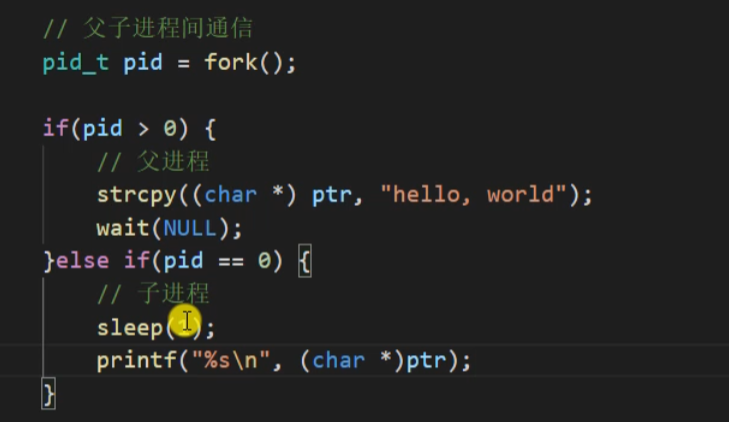 // 父子进程间通信
pid_t pid = fork();
if(pid > 0) {
// 父进程
strcpy((char *) ptr, "hello, world");
wait(NULL);
}else if(pid == 0) {
// 子进程
sleep( );
printf("%s\n", (char *)ptr);
}